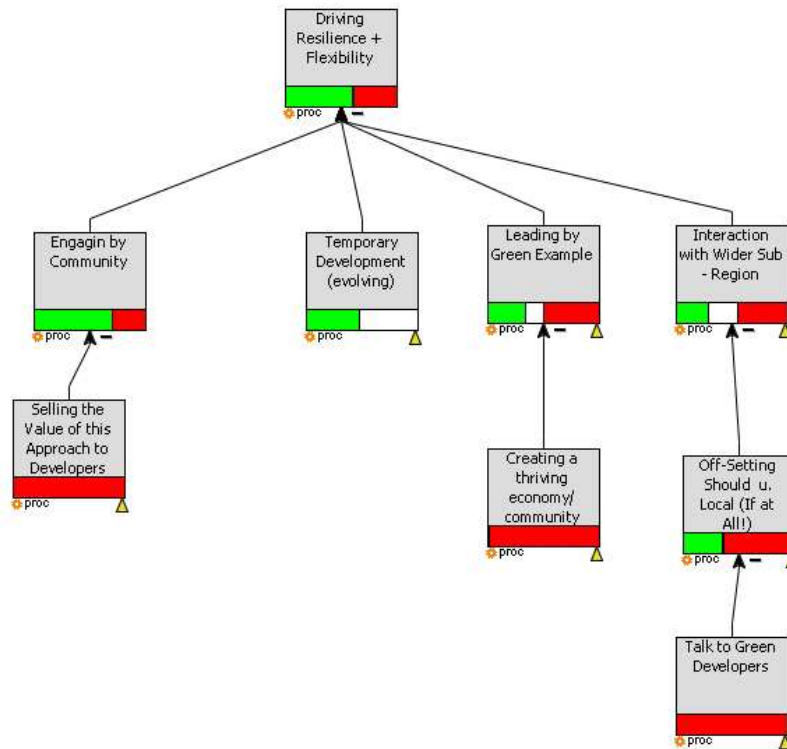 Driving
Resilience +
Flexibility
proc
Engagin by
Community
proc
Temporary
Development
(evolving)
proc
Leading by
Green Example
proc
Interaction
with Wider Sub
- Region
proc
Selling the
Value of this
Approach to
Developers
proc
Creating a
thriving
economy/
community
proc
Off-Setting
Should u.
Local (If at
All!)
proc
Talk to Green
Developers
proc